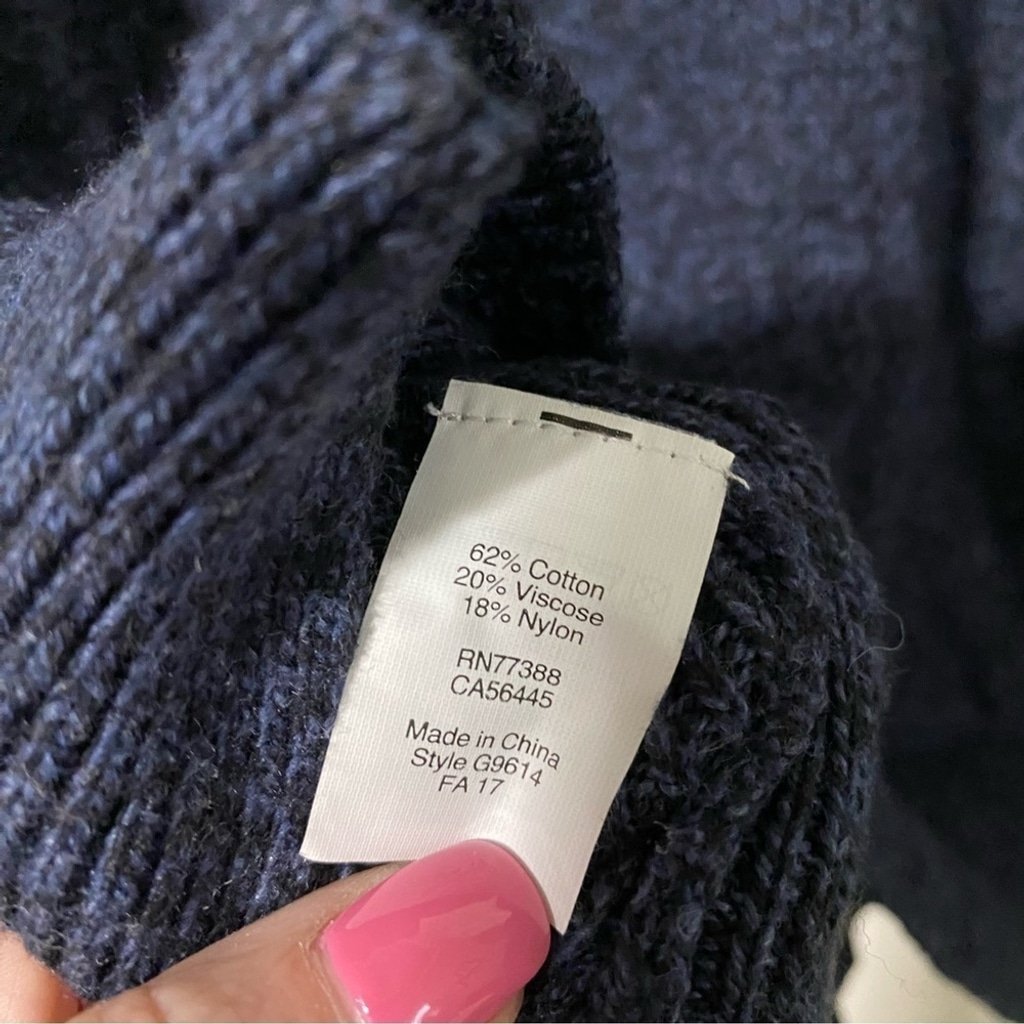 62% Cotton
20% Viscose
18% Nylon
RN77388
CA56445
Made in China
Style G9614
FA 17